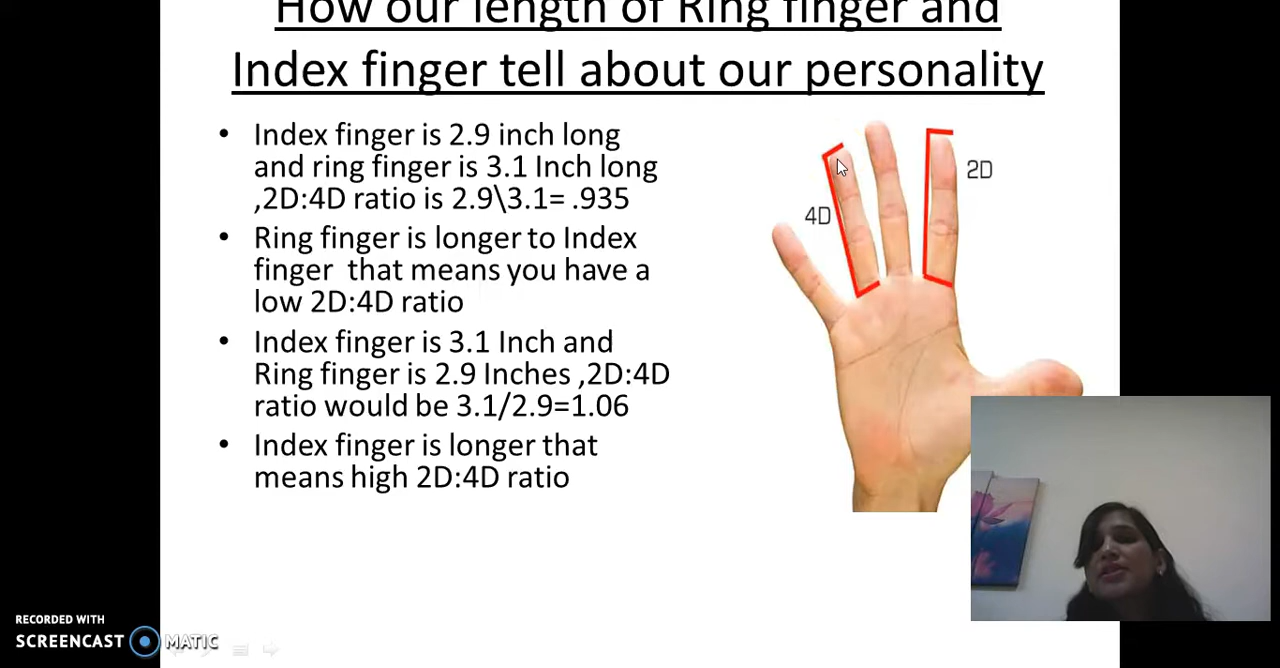 How our length of Ring finger and
Index finger tell about our personality
• Index finger is 2.9 inch long
and ring finger is 3.1 Inch long
,2D:4D ratio is 2.9\3.1= .935
• Ring finger is longer to Index
finger that means you have a
low 2D:4D ratio
• Index finger is 3.1 Inch and
Ring finger is 2.9 Inches ,2D:4D
ratio would be 3.1/2.9=1.06
• Index finger is longer that
means high 2D:4D ratio
2D
4D
RECORDED WITH
SCREENCAST MATIC